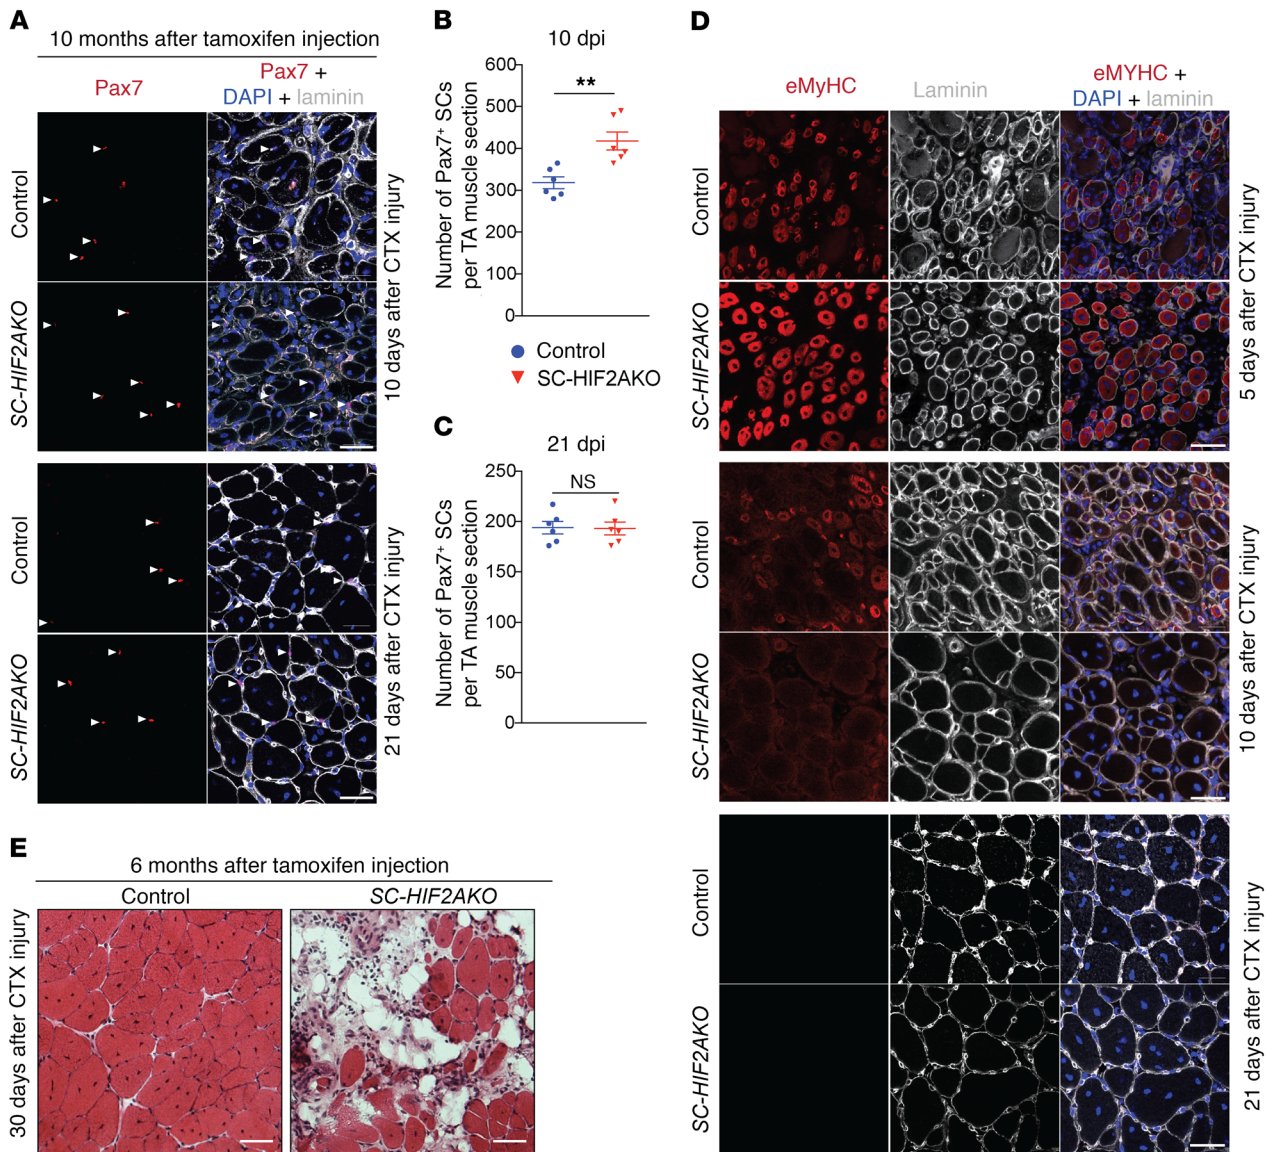 A
10 months after tamoxifen injection
Pax7
Pax7 +
DAPI + laminin
Control
SC-HIF2AKO
10 days after CTX injury
Control
SC-HIF2AKO
21 days after CTX injury
B
10 dpi
Number of Pax7⁺ SCs
per TA muscle section
600
500
400
300
200
100
0
**
Control
SC-HIF2AKO
C
21 dpi
Number of Pax7⁺ SCs
per TA muscle section
250
200
150
100
50
0
NS
D
eMyHC
Laminin
eMYHC +
DAPI + laminin
Control
SC-HIF2AKO
5 days after CTX injury
Control
SC-HIF2AKO
10 days after CTX injury
Control
SC-HIF2AKO
21 days after CTX injury
E
6 months after tamoxifen injection
Control
SC-HIF2AKO
30 days after CTX injury